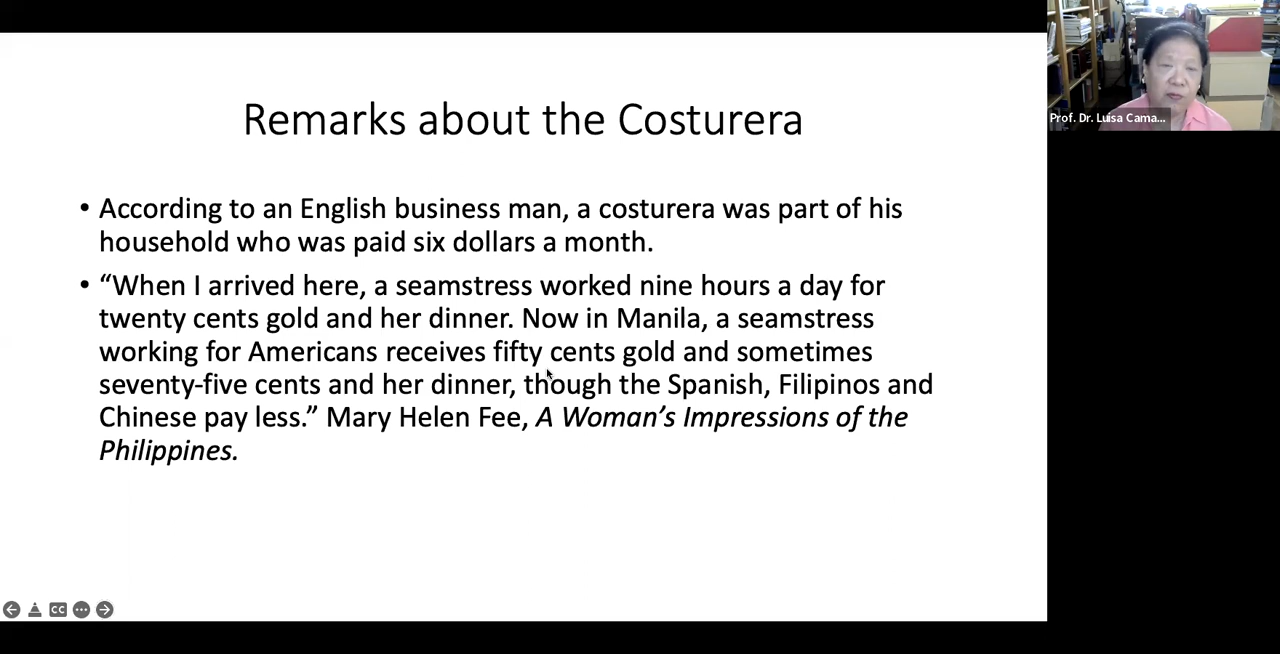 Remarks about the Costurera
• According to an English business man, a costurera was part of his
household who was paid six dollars a month.
• “When I arrived here, a seamstress worked nine hours a day for
twenty cents gold and her dinner. Now in Manila, a seamstress
working for Americans receives fifty cents gold and sometimes
seventy-five cents and her dinner, though the Spanish, Filipinos and
Chinese pay less.” Mary Helen Fee, A Woman’s Impressions of the
Philippines.
Prof. Dr. Luisa Cama...
CC